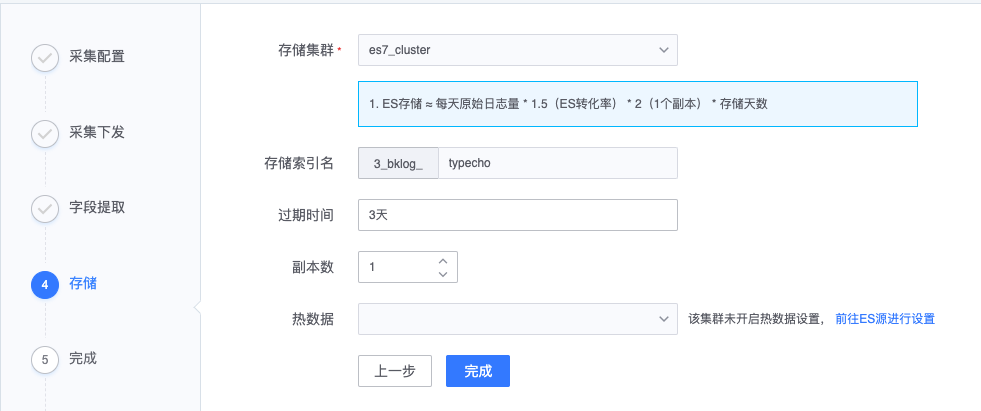 采集配置
采集下发
字段提取
4 存储
5 完成
存储集群 * es7_cluster
1. ES存储 ≈ 每天原始日志量 * 1.5（ES转化率） * 2（1个副本） * 存储天数
存储索引名 3_bklog_ typecho
过期时间 3天
副本数 1
热数据 该集群未开启热数据设置， 前往ES源进行设置
上一步 完成